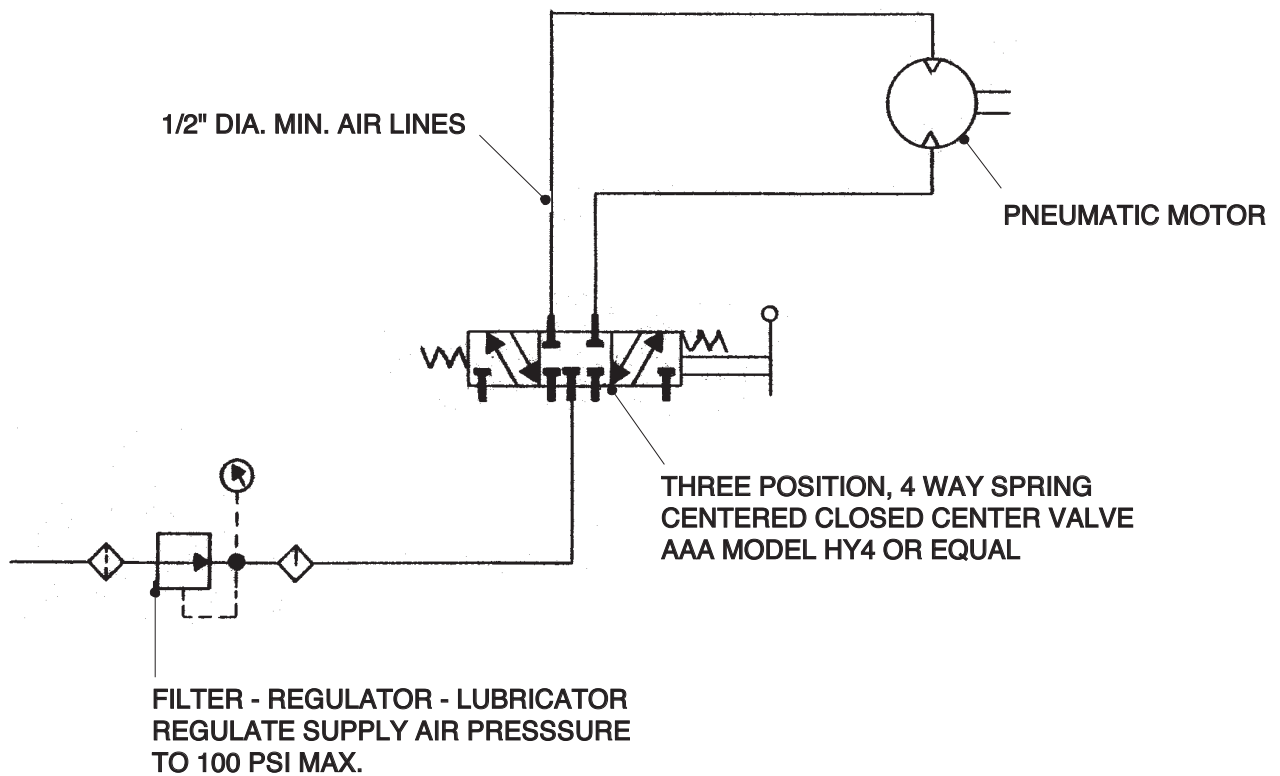 1/2" DIA. MIN. AIR LINES
PNEUMATIC MOTOR
THREE POSITION, 4 WAY SPRING
CENTERED CLOSED CENTER VALVE
AAA MODEL HY4 OR EQUAL
FILTER - REGULATOR - LUBRICATOR
REGULATE SUPPLY AIR PRESSSURE
TO 100 PSI MAX.